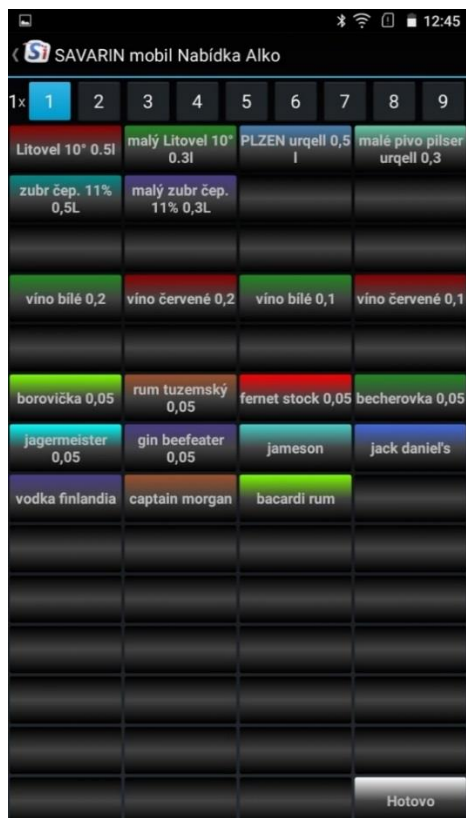 12:45
Si SAVARIN mobil Nabídka Alko
1x 1 2 3 4 5 6 7 8 9
Litovel 10° 0.5l malý Litovel 10° 0.3l PLZEN urqell 0,5 l malé pivo pilser urgell 0,3
zubr čep. 11% 0,5L malý zubr čep. 11% 0,3L
víno bílé 0,2 víno červené 0,2 víno bílé 0,1 víno červené 0,1
borovička 0,05 rum tuzemský 0,05 fernet stock 0,05 becherovka 0,05
jagermeister 0,05 gin beefeater 0,05 jameson jack daniel's
vodka finlandia captain morgan bacardi rum
Hotovo